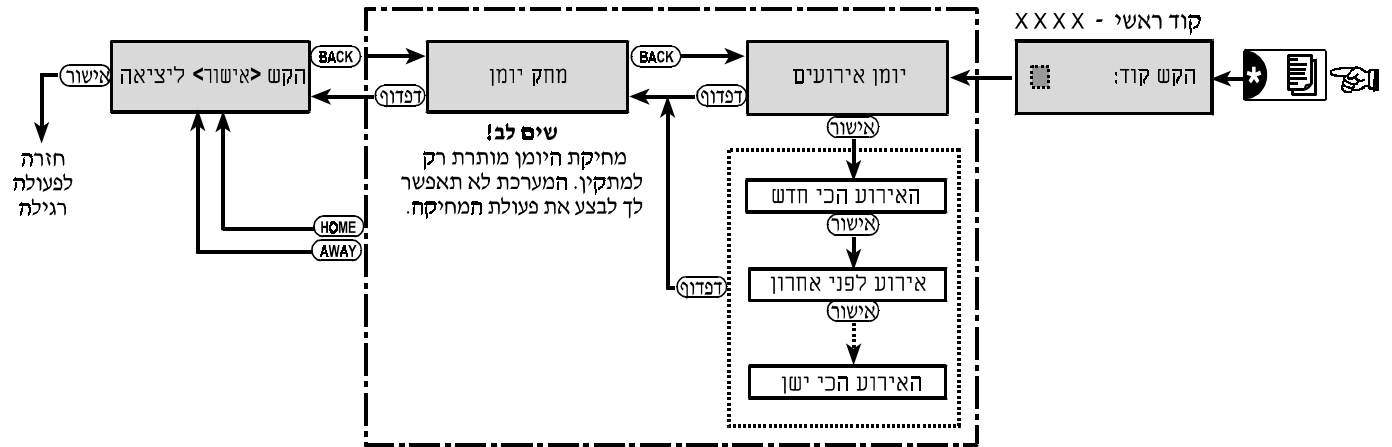 קוד ראשי - XXXX
הקש קוד:
*
יומן אירועים
BACK
דפדוף
מחק יומן
BACK
דפדוף
הקש <אישור> ליציאה
אישור
חזרה
לפעולה
רגילה
שים לב!
מחיקת היומן מותרת רק
למתקין. המערכת לא תאפשר
לך לבצע את פעולת המחיקה.
HOME
AWAY
אישור
האירוע הכי חדש
אישור
אירוע לפני אחרון
אישור
האירוע הכי ישן
דפדוף